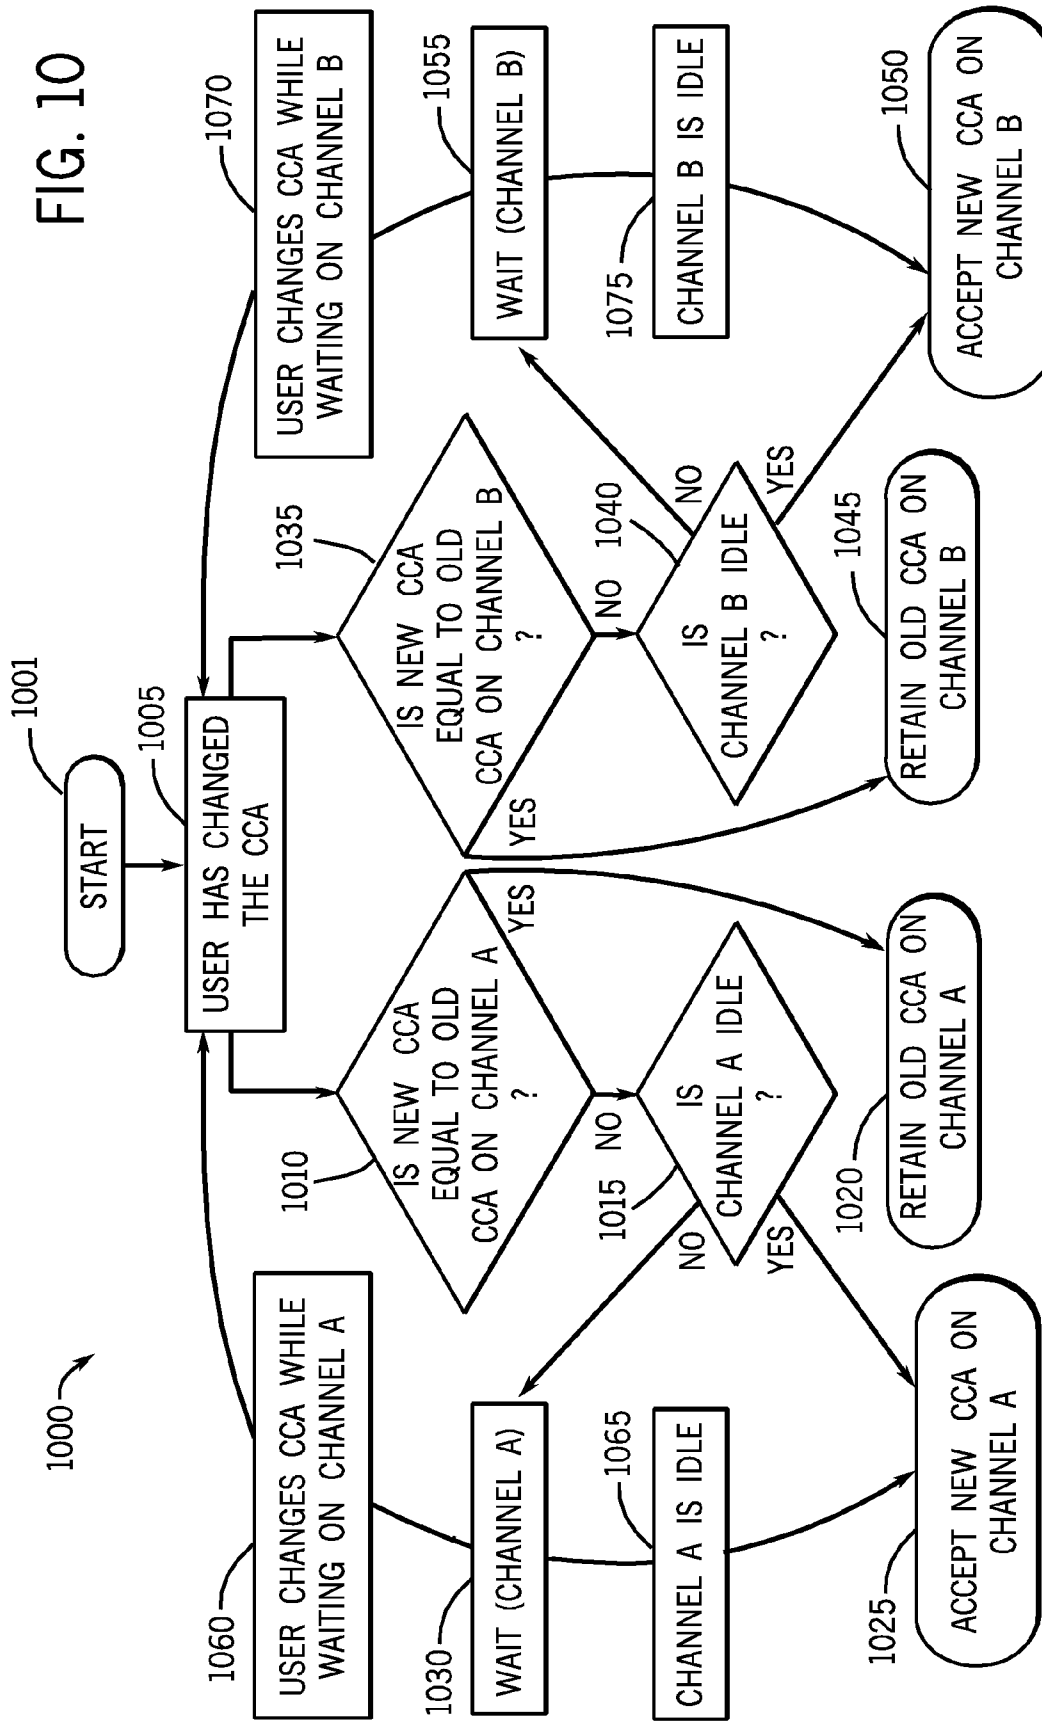 FIG. 10
1000
1001
START
1005
USER HAS CHANGED
THE CCA
1060
USER CHANGES CCA WHILE
WAITING ON CHANNEL A
1070
USER CHANGES CCA WHILE
WAITING ON CHANNEL B
1010
IS NEW CCA
EQUAL TO OLD
CCA ON CHANNEL A
?
YES
NO
1035
IS NEW CCA
EQUAL TO OLD
CCA ON CHANNEL B
?
YES
NO
1030
WAIT (CHANNEL A)
1055
WAIT (CHANNEL B)
1015
IS
CHANNEL A IDLE
?
NO
YES
1040
IS
CHANNEL B IDLE
?
NO
YES
1065
CHANNEL A IS IDLE
1075
CHANNEL B IS IDLE
1025
ACCEPT NEW CCA ON
CHANNEL A
1020
RETAIN OLD CCA ON
CHANNEL A
1045
RETAIN OLD CCA ON
CHANNEL B
1050
ACCEPT NEW CCA ON
CHANNEL B